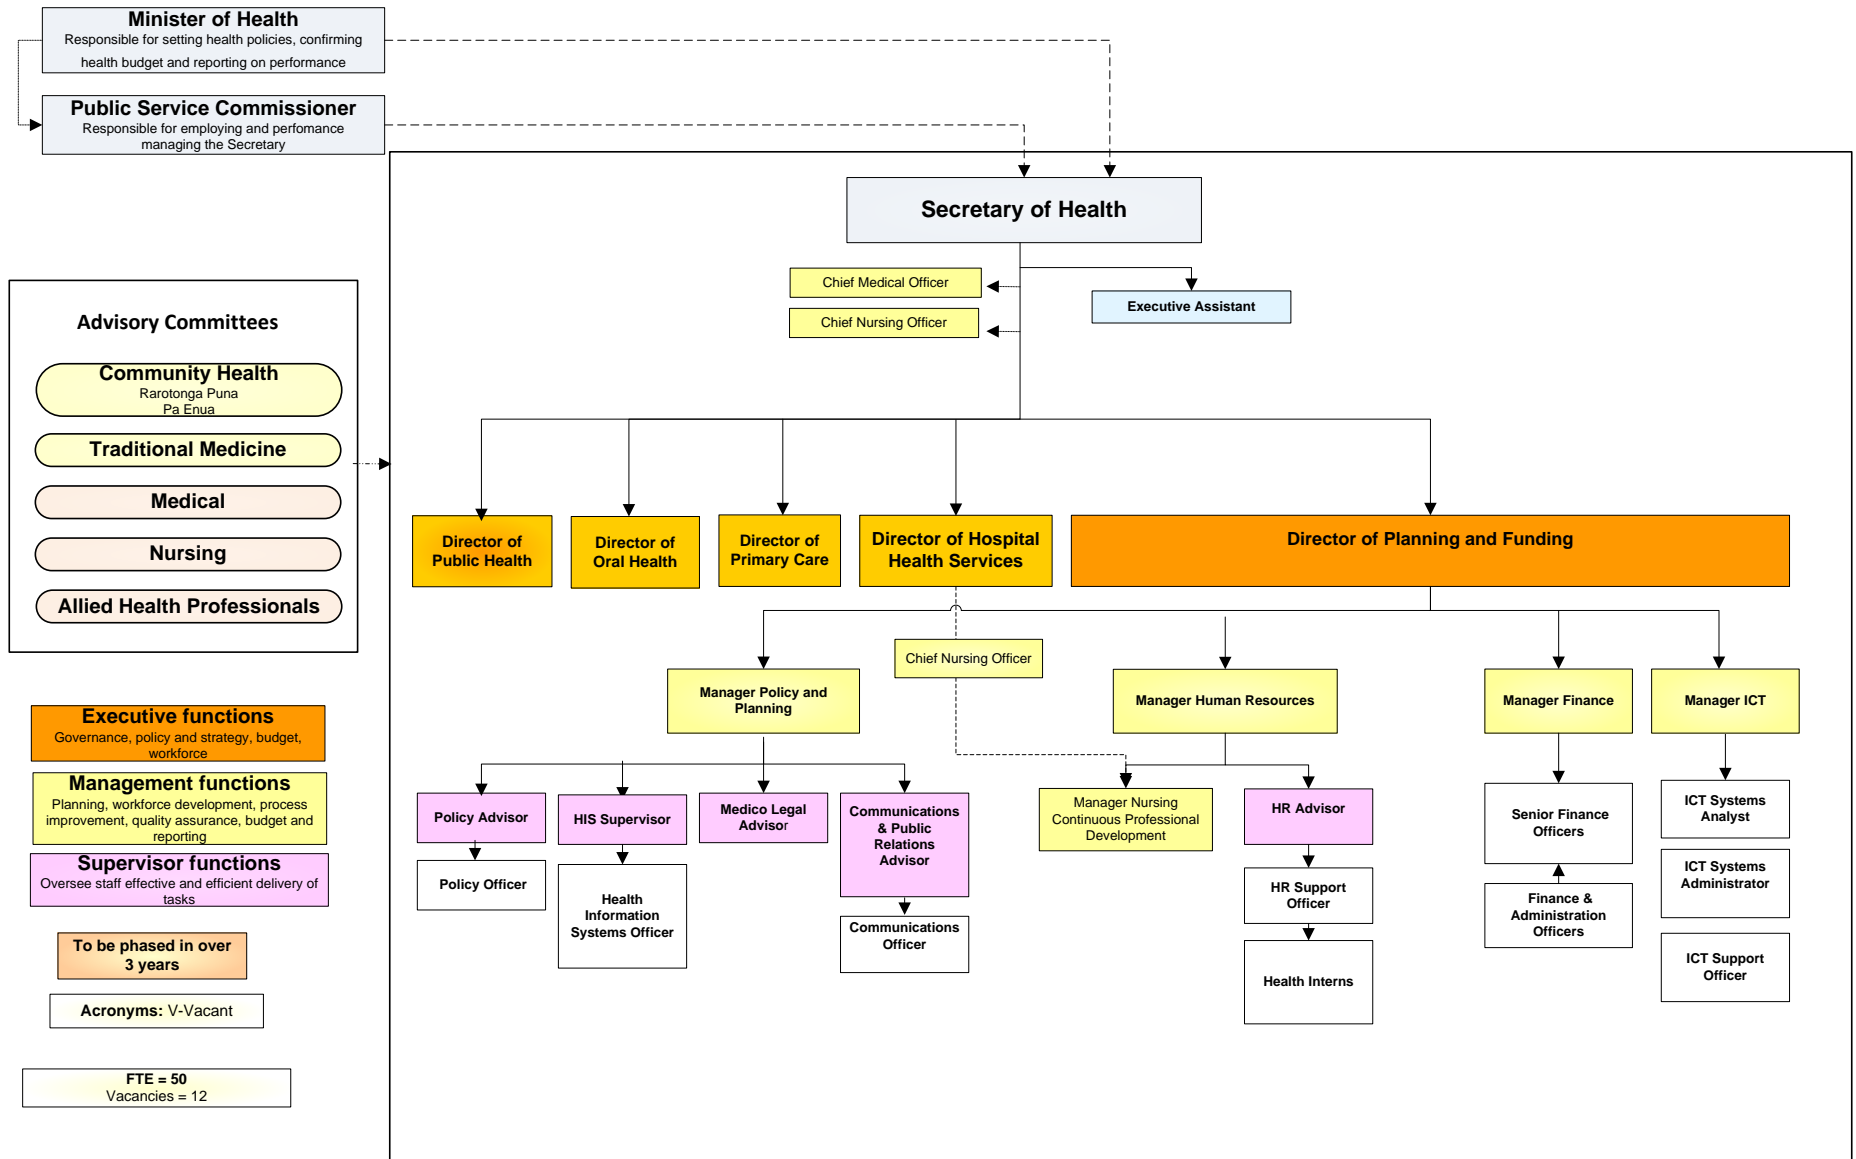 Minister of Health
Responsible for setting health policies, confirming
health budget and reporting on performance
Public Service Commissioner
Responsible for employing and perfomance
managing the Secretary
Secretary of Health
Chief Medical Officer
Executive Assistant
Chief Nursing Officer
Advisory Committees
Community Health
Rarotonga Puna
Pa Enua
Traditional Medicine
Medical
Nursing
Allied Health Professionals
Director of
Public Health
Director of
Oral Health
Director of
Primary Care
Director of Hospital
Health Services
Director of Planning and Funding
Chief Nursing Officer
Manager Policy and
Planning
Manager Human Resources
Manager Finance
Manager ICT
Policy Advisor
HIS Supervisor
Medico Legal
Advisor
Communications
& Public
Relations
Advisor
Manager Nursing
Continuous Professional
Development
HR Advisor
Senior Finance
Officers
ICT Systems
Analyst
Policy Officer
Health
Information
Systems Officer
Communications
Officer
HR Support
Officer
Health Interns
Finance &
Administration
Officers
ICT Systems
Administrator
ICT Support
Officer
Executive functions
Governance, policy and strategy, budget,
workforce
Management functions
Planning, workforce development, process
improvement, quality assurance, budget and
reporting
Supervisor functions
Oversee staff effective and efficient delivery of
tasks
To be phased in over
3 years
Acronyms: V-Vacant
FTE = 50
Vacancies = 12